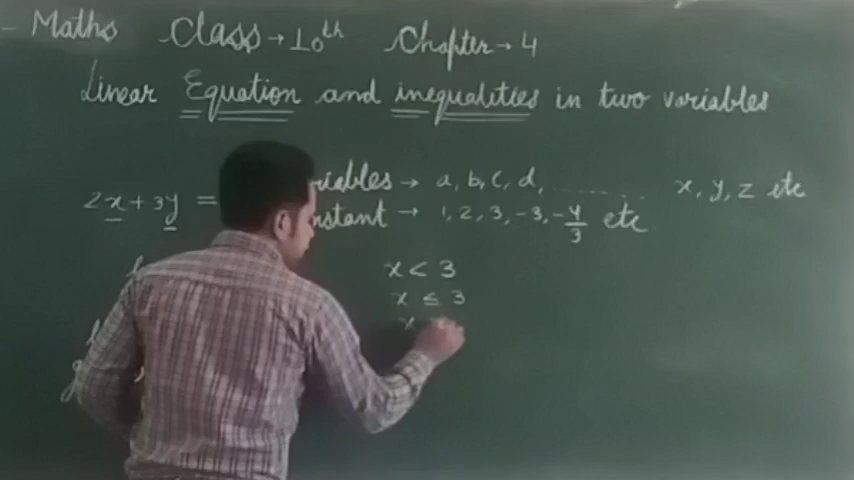 - Maths Class → 10th Chapter → 4
Linear Equation and inequalities in two variables
riables → a, b, c, d, ........... x, y, z etc
2x + 3y =
nstant → 1, 2, 3, -3, -4/3 etc
x < 3
x ≤ 3
x